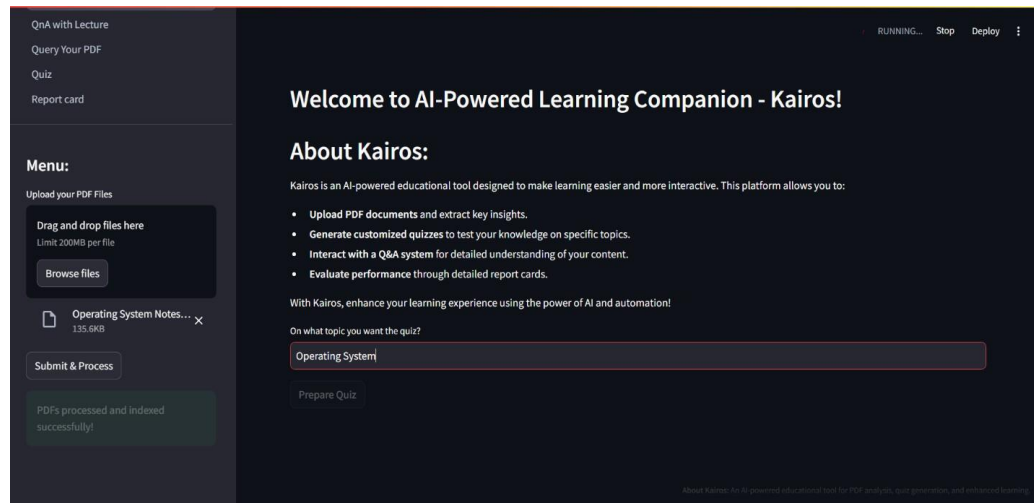 QnA with Lecture
Query Your PDF
Quiz
Report card
Menu:
Upload your PDF Files
Drag and drop files here
Limit 200MB per file
Browse files
Operating System Notes...
135.6KB
Submit & Process
PDFs processed and indexed
successfully!
RUNNING... Stop Deploy
Welcome to AI-Powered Learning Companion - Kairos!
About Kairos:
Kairos is an AI-powered educational tool designed to make learning easier and more interactive. This platform allows you to:
• Upload PDF documents and extract key insights.
• Generate customized quizzes to test your knowledge on specific topics.
• Interact with a Q&A system for detailed understanding of your content.
• Evaluate performance through detailed report cards.
With Kairos, enhance your learning experience using the power of AI and automation!
On what topic you want the quiz?
Operating System
Prepare Quiz
About Kairos: An AI-powered educational tool for PDF analysis, quiz generation, and enhanced learning